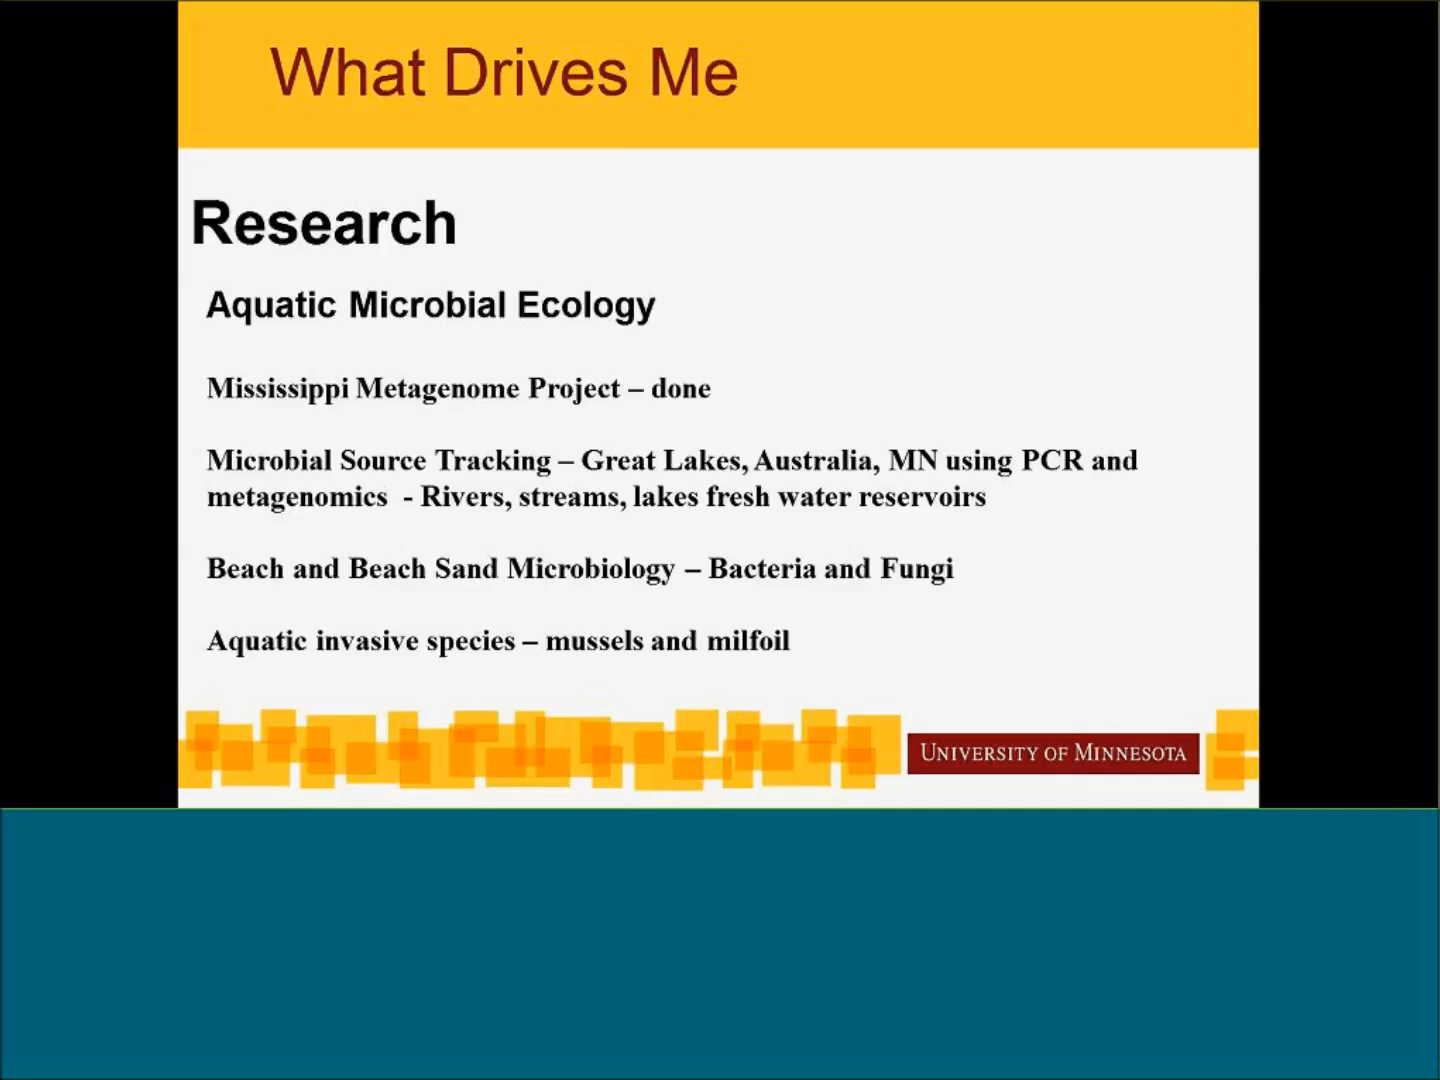 What Drives Me
Research
Aquatic Microbial Ecology
Mississippi Metagenome Project – done
Microbial Source Tracking – Great Lakes, Australia, MN using PCR and
metagenomics  - Rivers, streams, lakes fresh water reservoirs
Beach and Beach Sand Microbiology – Bacteria and Fungi
Aquatic invasive species – mussels and milfoil
UNIVERSITY OF MINNESOTA